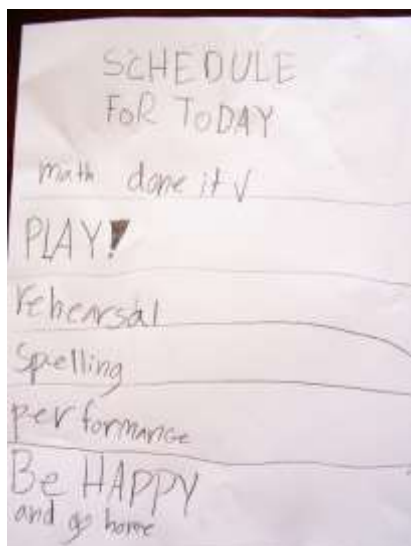 SCHEDULE
FOR TODAY
math done it √
PLAY!
rehearsal
Spelling
performance
Be HAPPY
and go home